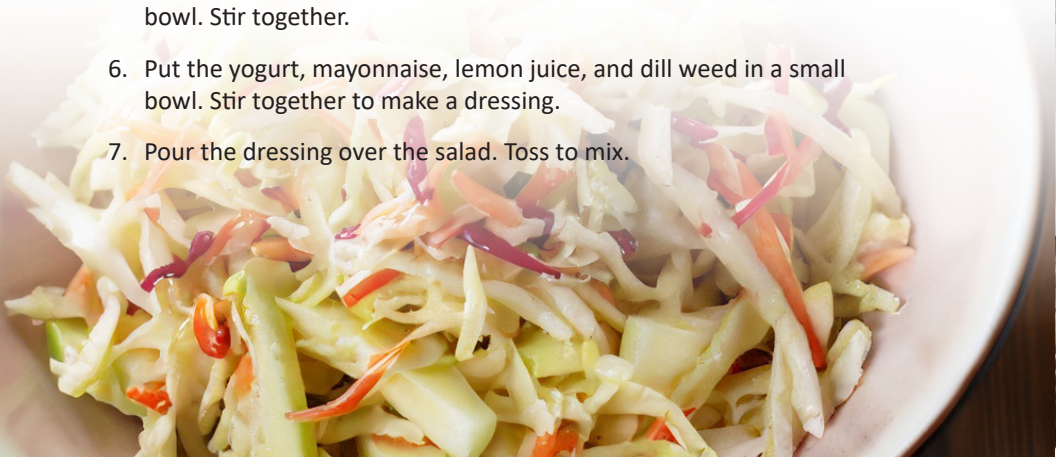 bowl. Stir together.
6. Put the yogurt, mayonnaise, lemon juice, and dill weed in a small
bowl. Stir together to make a dressing.
7. Pour the dressing over the salad. Toss to mix.